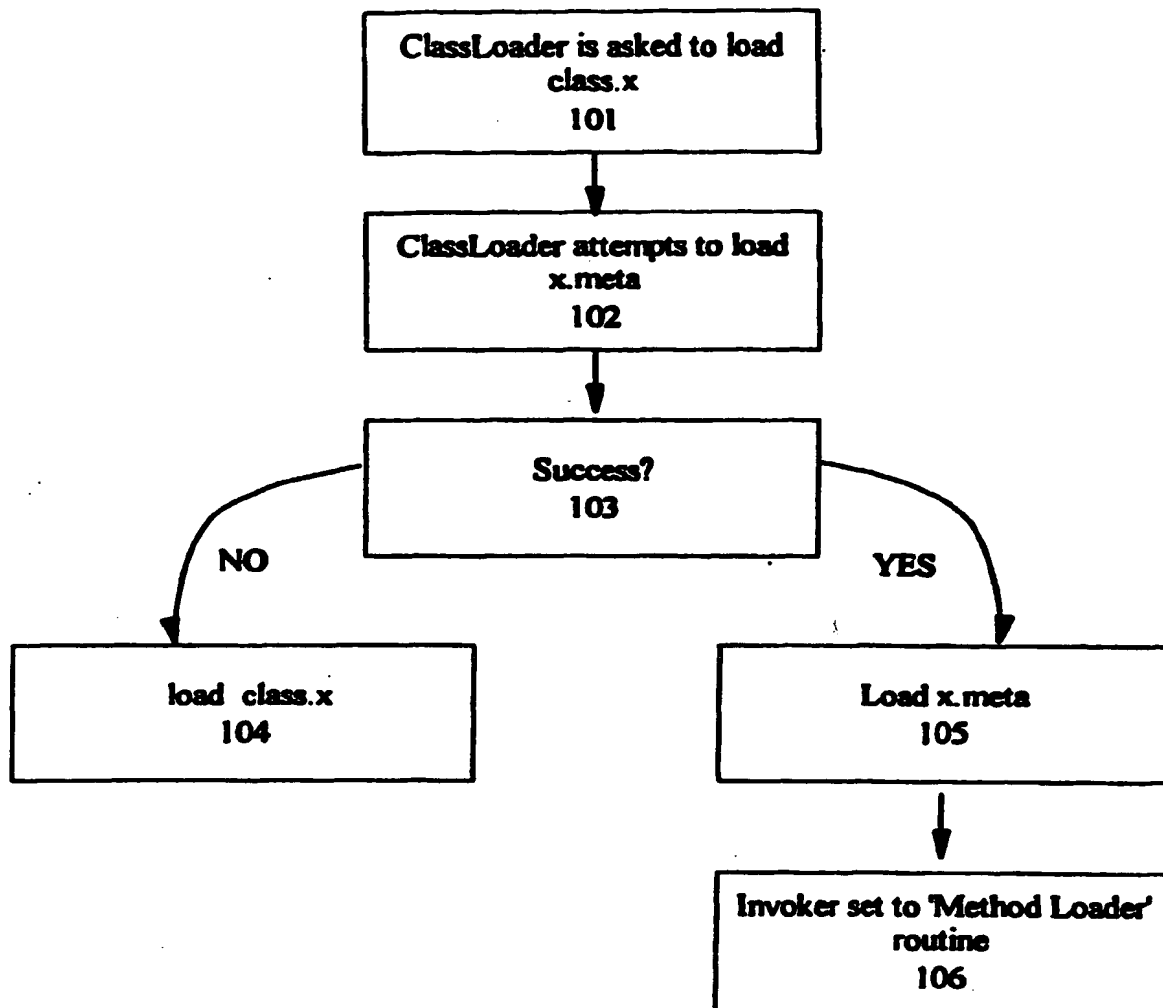 ClassLoader is asked to load
class.x
101
ClassLoader attempts to load
x.meta
102
Success?
103
NO
YES
load class.x
104
Load x.meta
105
Invoker set to 'Method Loader'
routine
106